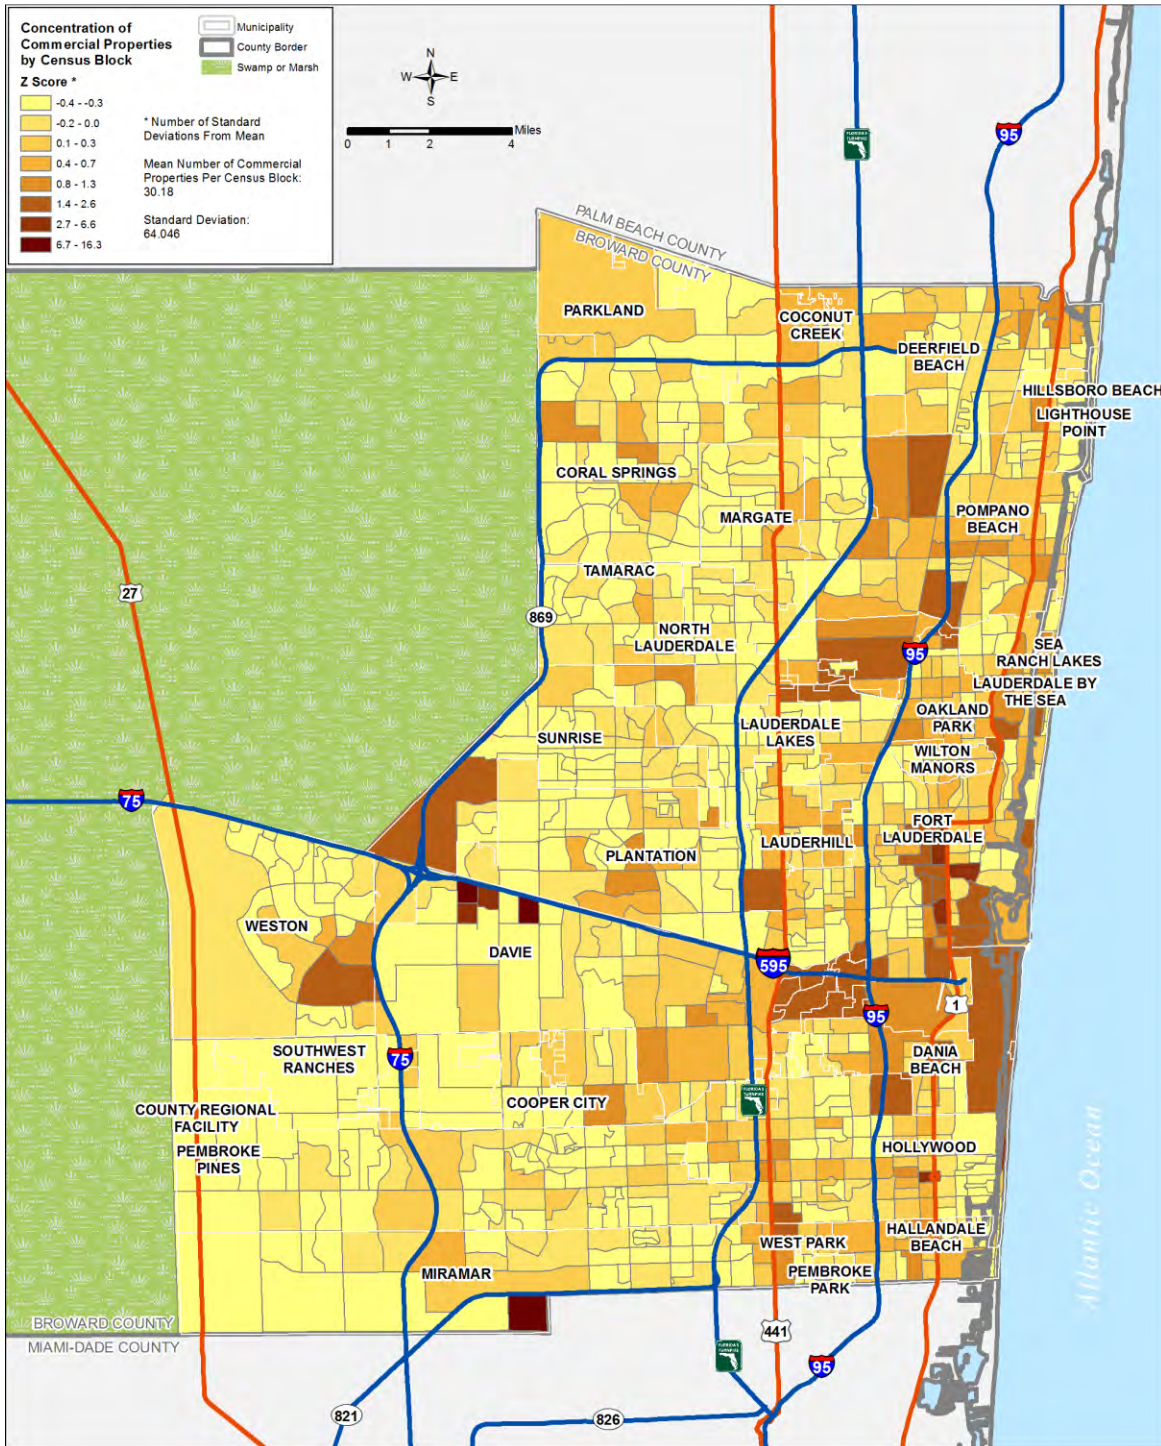 Concentration of
Commercial Properties
by Census Block
Z Score *
-0.4 - -0.3
-0.2 - 0.0
0.1 - 0.3
0.4 - 0.7
0.8 - 1.3
1.4 - 2.6
2.7 - 6.6
6.7 - 16.3
* Number of Standard
Deviations From Mean
Mean Number of Commercial
Properties Per Census Block:
30.18
Standard Deviation:
64.046
Municipality
County Border
Swamp or Marsh
N
W E
S
Miles
0 1 2 4
95
PALM BEACH COUNTY
BROWARD COUNTY
PARKLAND
COCONUT
CREEK
DEERFIELD
BEACH
HILLSBORO BEACH
LIGHTHOUSE
POINT
CORAL SPRINGS
MARGATE
POMPANO
BEACH
TAMARAC
27
869
NORTH
LAUDERDALE
95
SEA
RANCH LAKES
LAUDERDALE BY
THE SEA
OAKLAND
PARK
SUNRISE
LAUDERDALE
LAKES
WILTON
MANORS
75
FORT
LAUDERDALE
LAUDERHILL
PLANTATION
WESTON
DAVIE
595
1
95
SOUTHWEST
RANCHES
75
DANIA
BEACH
COOPER CITY
COUNTY REGIONAL
FACILITY
PEMBROKE
PINES
HOLLYWOOD
Atlantic Ocean
HALLANDALE
BEACH
WEST PARK
MIRAMAR
PEMBROKE
PARK
BROWARD COUNTY
MIAMI-DADE COUNTY
441
95
821
826